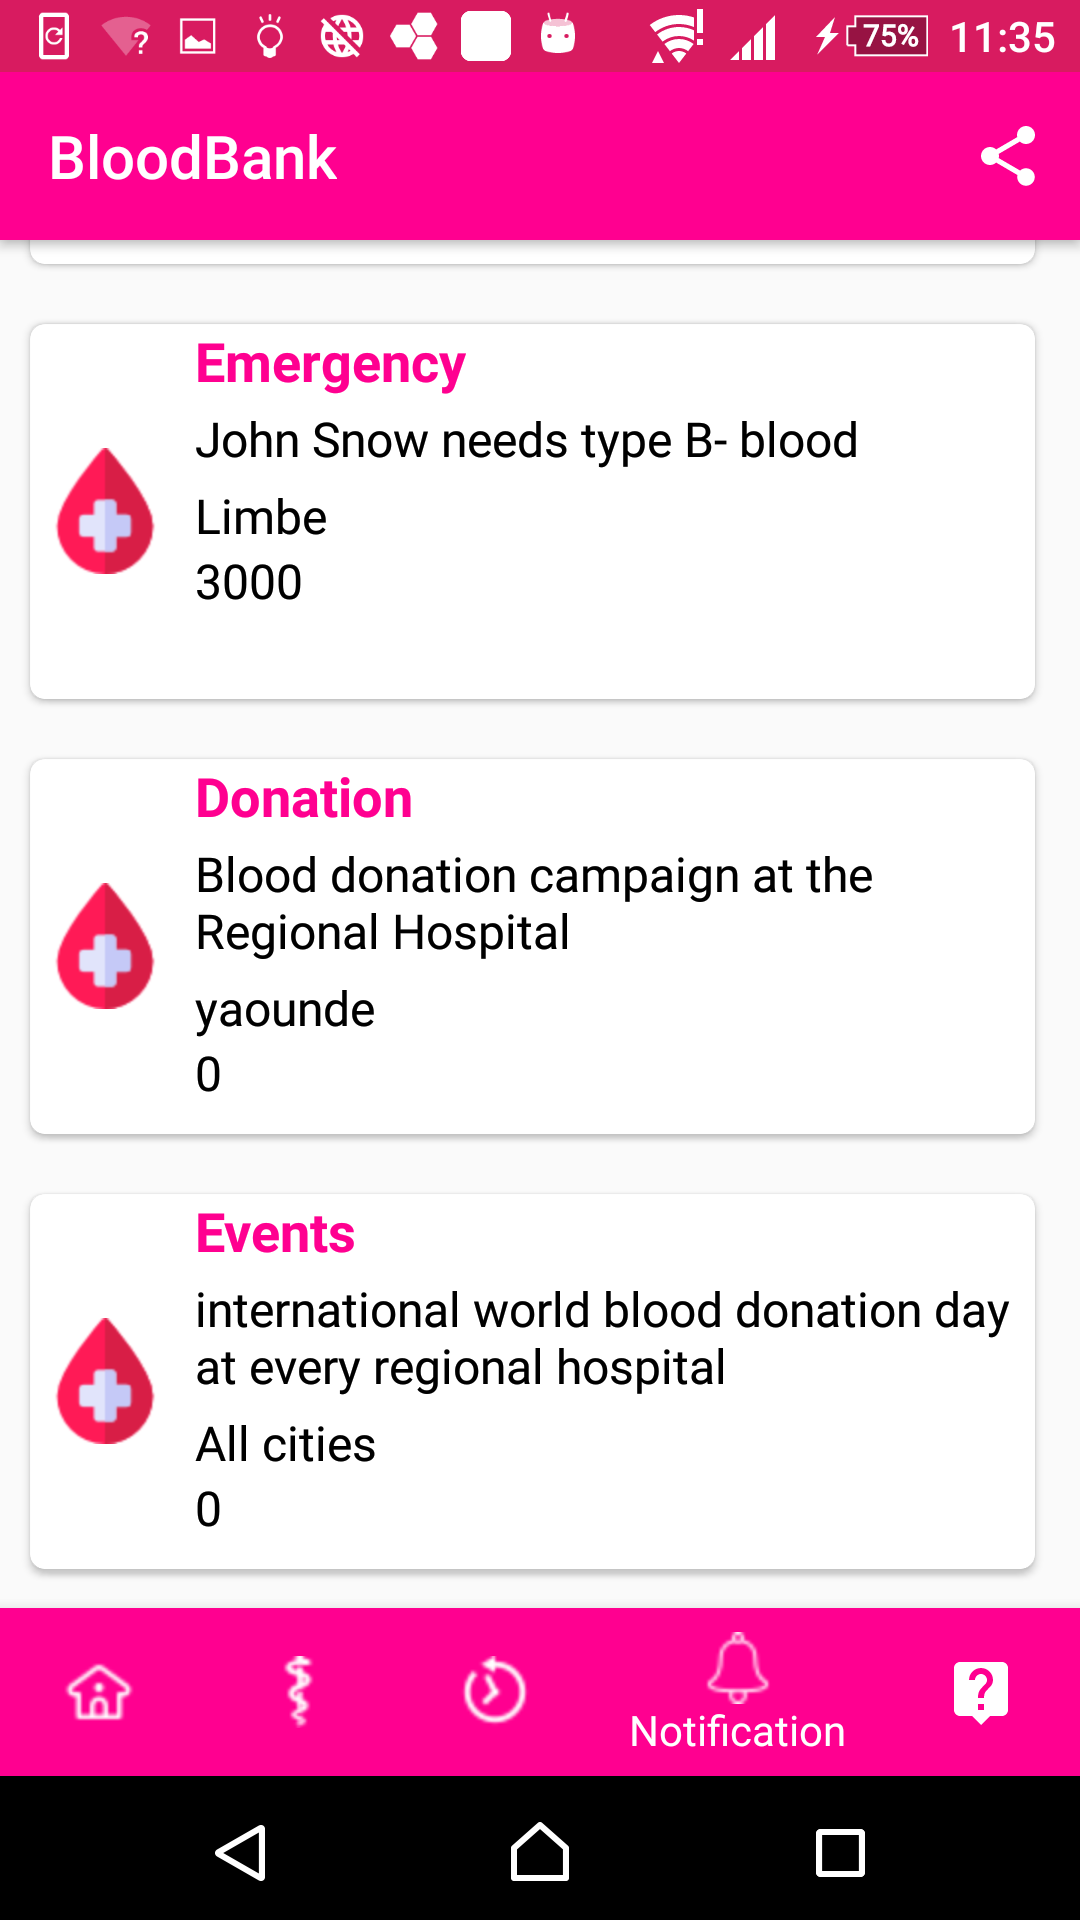 75% 11:35
BloodBank
Emergency
John Snow needs type B- blood
Limbe
3000
Donation
Blood donation campaign at the
Regional Hospital
yaounde
0
Events
international world blood donation day
at every regional hospital
All cities
0
Notification